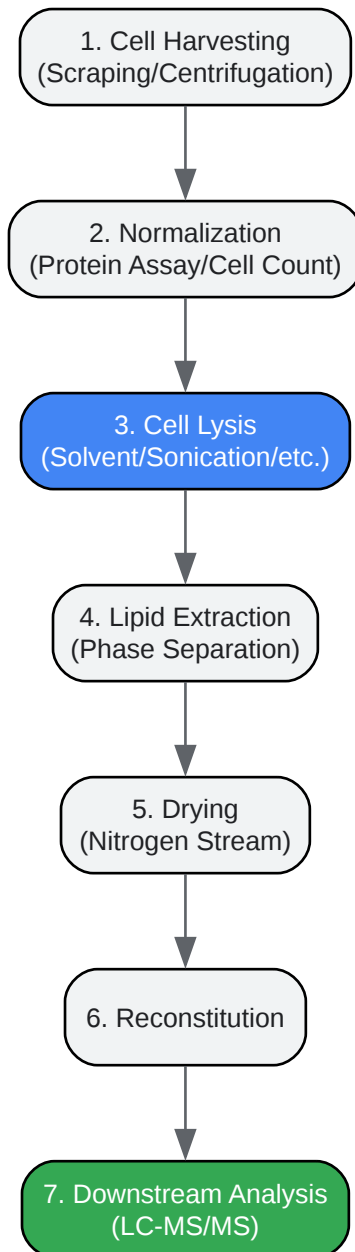 1. Cell Harvesting
(Scraping/Centrifugation)
2. Normalization
(Protein Assay/Cell Count)
3. Cell Lysis
(Solvent/Sonication/etc.)
4. Lipid Extraction
(Phase Separation)
5. Drying
(Nitrogen Stream)
6. Reconstitution
7. Downstream Analysis
(LC-MS/MS)